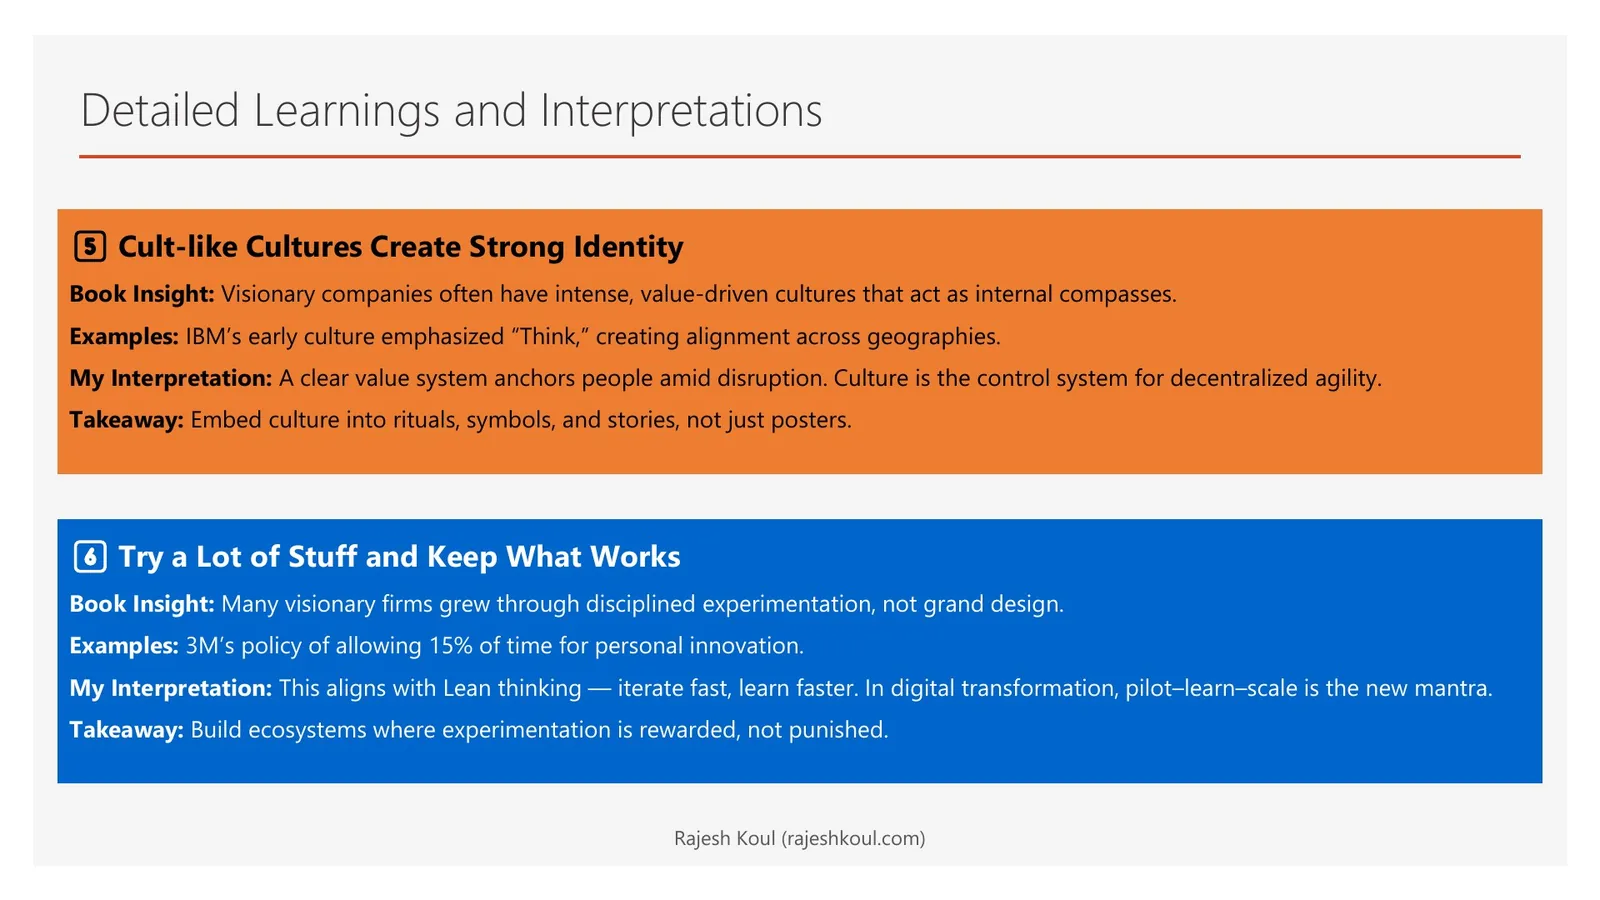 Detailed Learnings and Interpretations
5 Cult-like Cultures Create Strong Identity
Book Insight: Visionary companies often have intense, value-driven cultures that act as internal compasses.
Examples: IBM’s early culture emphasized “Think,” creating alignment across geographies.
My Interpretation: A clear value system anchors people amid disruption. Culture is the control system for decentralized agility.
Takeaway: Embed culture into rituals, symbols, and stories, not just posters.
6 Try a Lot of Stuff and Keep What Works
Book Insight: Many visionary firms grew through disciplined experimentation, not grand design.
Examples: 3M’s policy of allowing 15% of time for personal innovation.
My Interpretation: This aligns with Lean thinking — iterate fast, learn faster. In digital transformation, pilot–learn–scale is the new mantra.
Takeaway: Build ecosystems where experimentation is rewarded, not punished.
Rajesh Koul (rajeshkoul.com)